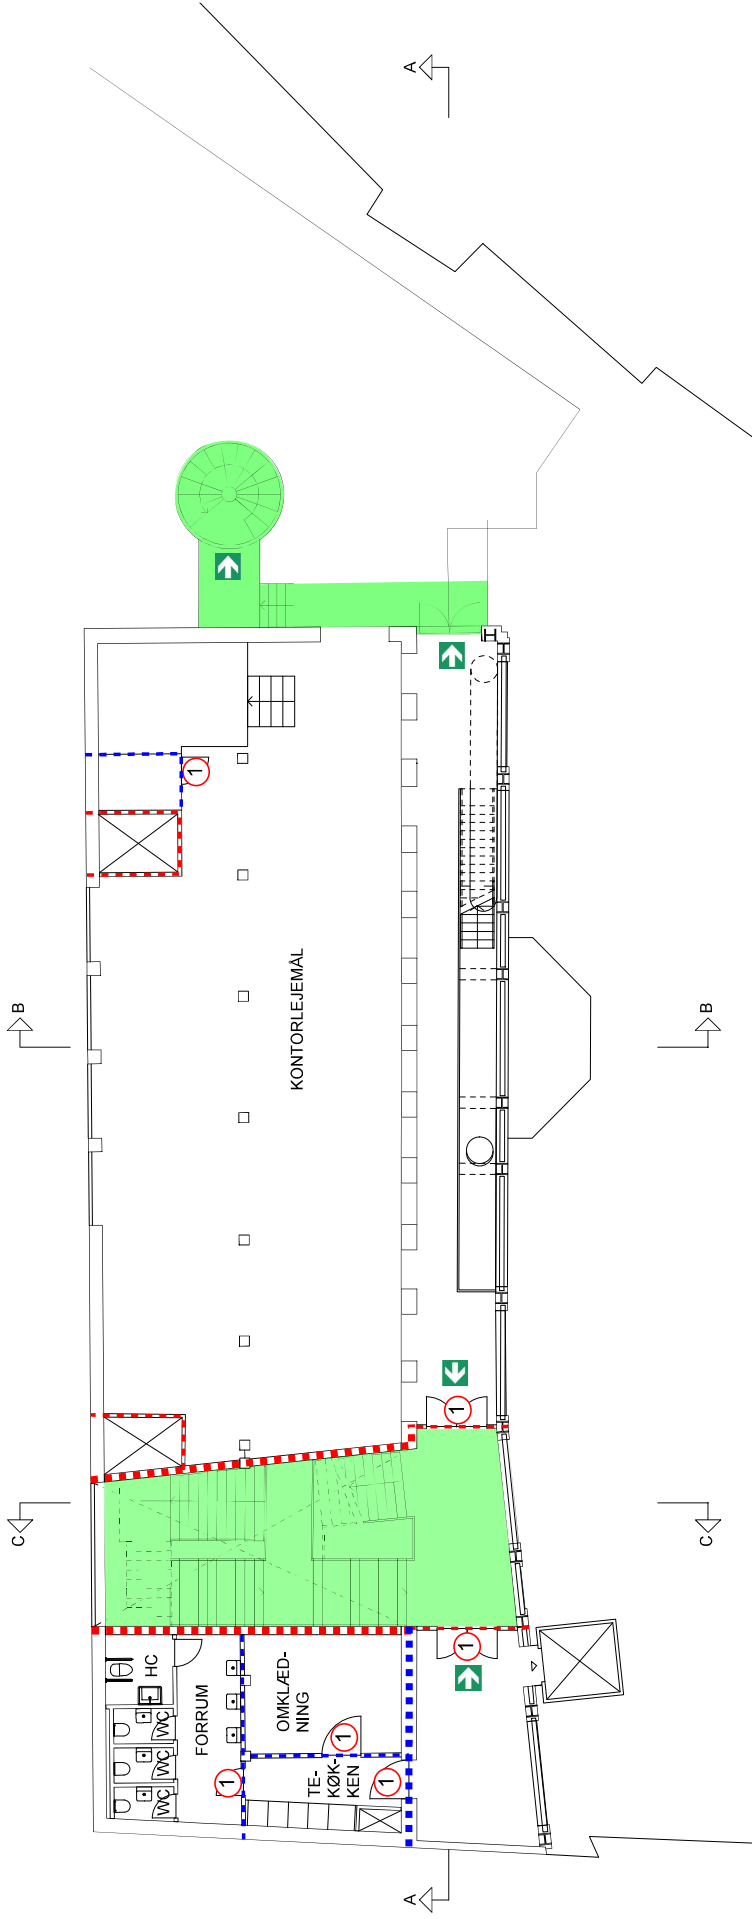 A
B
B
KONTORLEJEMÅL
1
1
C
C
HC
WC
WC
WC
FORRUM
OMKLÆD-
NING
TE-
KØK-
KEN
1
1
1
1
A